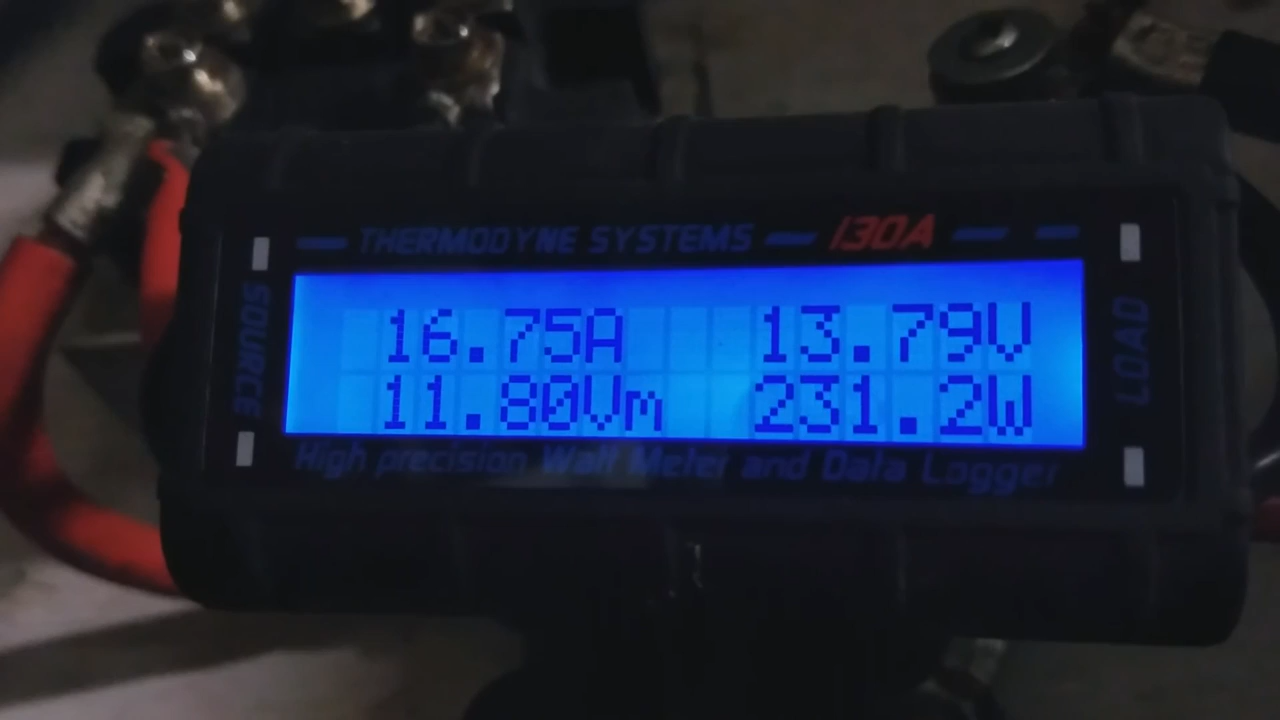 THERMODYNE SYSTEMS 130A
SOURCE
16.75A 13.79V
11.80Vm 231.2W
LOAD
High precision Watt Meter and Data Logger